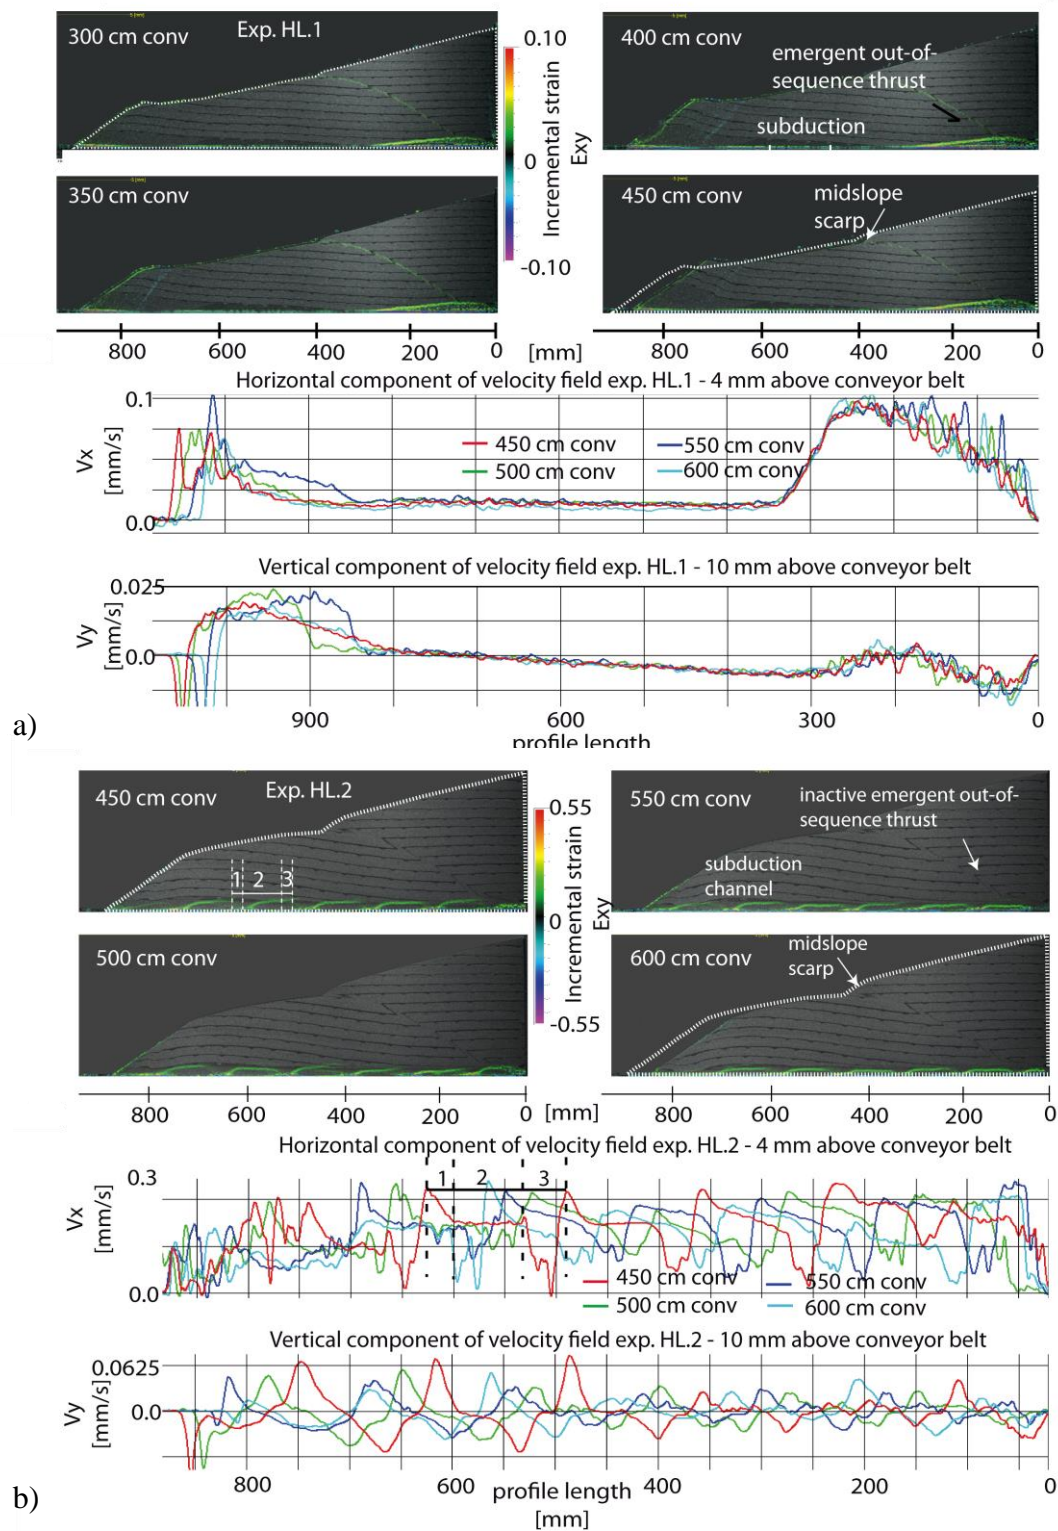 300 cm conv
Exp. HL.1
0.10
0
-0.10
Incremental strain
Exy
400 cm conv
emergent out-of-
sequence thrust
subduction
350 cm conv
450 cm conv
midslope
scarp
800 600 400 200 0
[mm]
800 600 400 200 0
Horizontal component of velocity field exp. HL.1 - 4 mm above conveyor belt
0.1
Vx
[mm/s]
0.0
450 cm conv
550 cm conv
500 cm conv
600 cm conv
Vertical component of velocity field exp. HL.1 - 10 mm above conveyor belt
0.025
Vy
[mm/s]
0.0
900 600 300 0
profile length
a)
450 cm conv
Exp. HL.2
1 2 3
0.55
0
-0.55
Incremental strain
Exy
550 cm conv
inactive emergent out-of-
sequence thrust
subduction
channel
500 cm conv
600 cm conv
midslope
scarp
800 600 400 200 0
[mm]
800 600 400 200 0
Horizontal component of velocity field exp. HL.2 - 4 mm above conveyor belt
0.3
Vx
[mm/s]
0.0
1 2 3
450 cm conv
550 cm conv
500 cm conv
600 cm conv
Vertical component of velocity field exp. HL.2 - 10 mm above conveyor belt
0.0625
Vy
[mm/s]
0.0
800 600 400 200 0
profile length
[mm]
b)